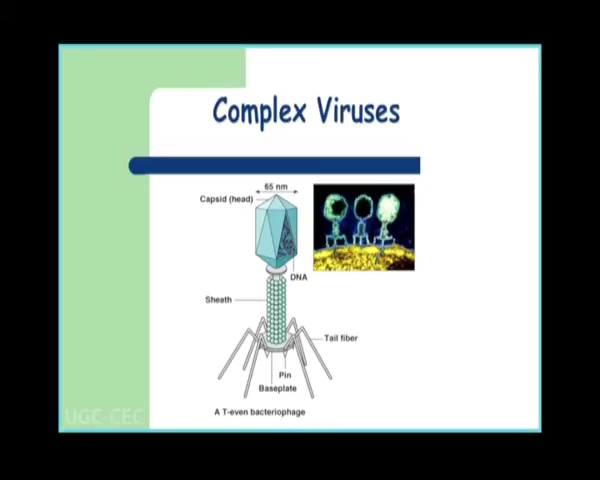 Complex Viruses
65 nm
Capsid (head)
DNA
Sheath
Tail fiber
Pin
Baseplate
A T-even bacteriophage
UGC-CEC